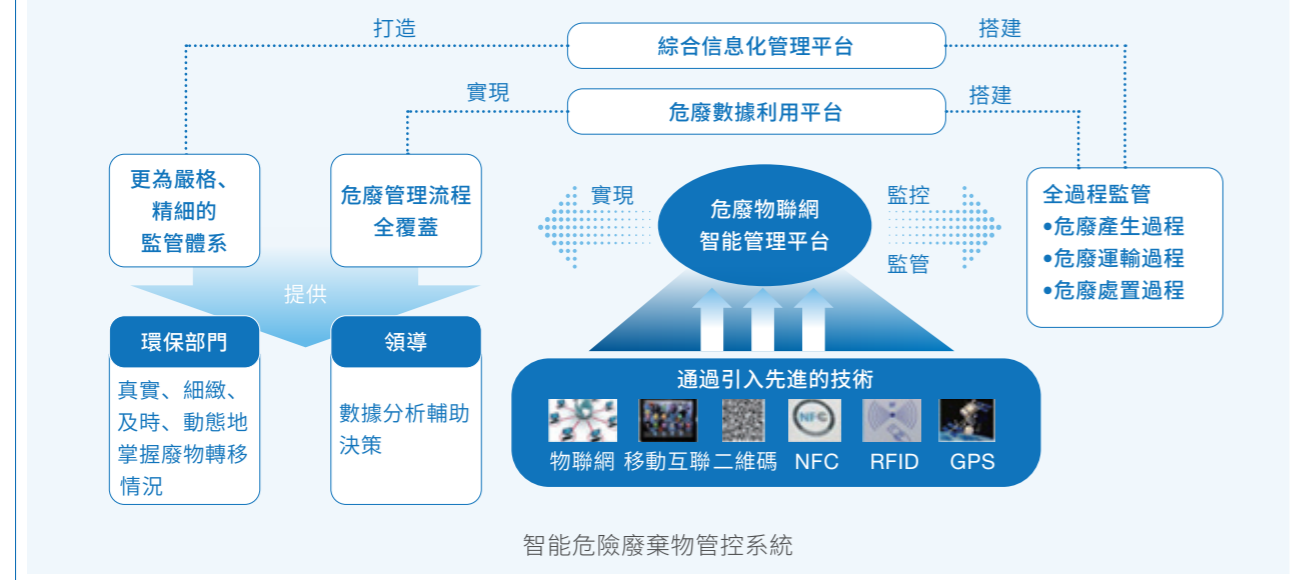 打造
綜合信息化管理平台
搭建
實現
危廢數據利用平台
搭建
更為嚴格、
精細的
監管體系
危廢管理流程
全覆蓋
實現
危廢物聯網
智能管理平台
監控
監管
全過程監管
•危廢產生過程
•危廢運輸過程
•危廢處置過程
提供
環保部門
真實、細緻、
及時、動態地
掌握廢物轉移
情況
領導
數據分析輔助
決策
通過引入先進的技術
NFC
物聯網 移動互聯 二維碼 NFC RFID GPS
智能危險廢棄物管控系統